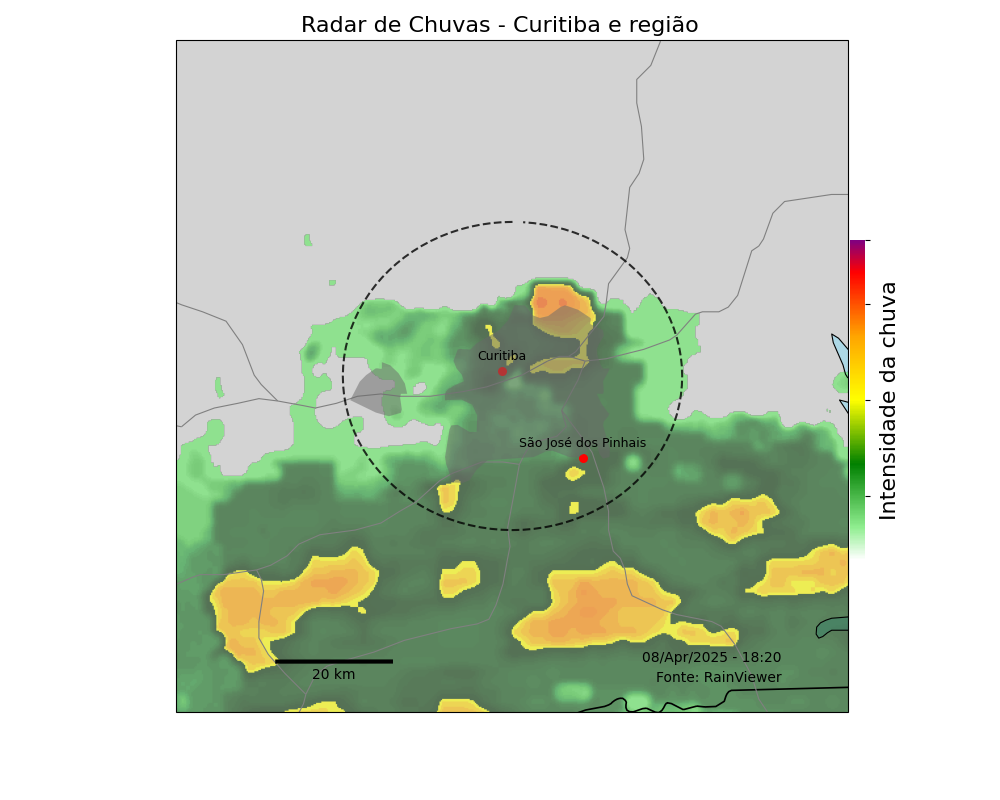 Radar de Chuvas - Curitiba e região
Curitiba
São José dos Pinhais
Intensidade da chuva
08/Apr/2025 - 18:20
20 km
Fonte: RainViewer